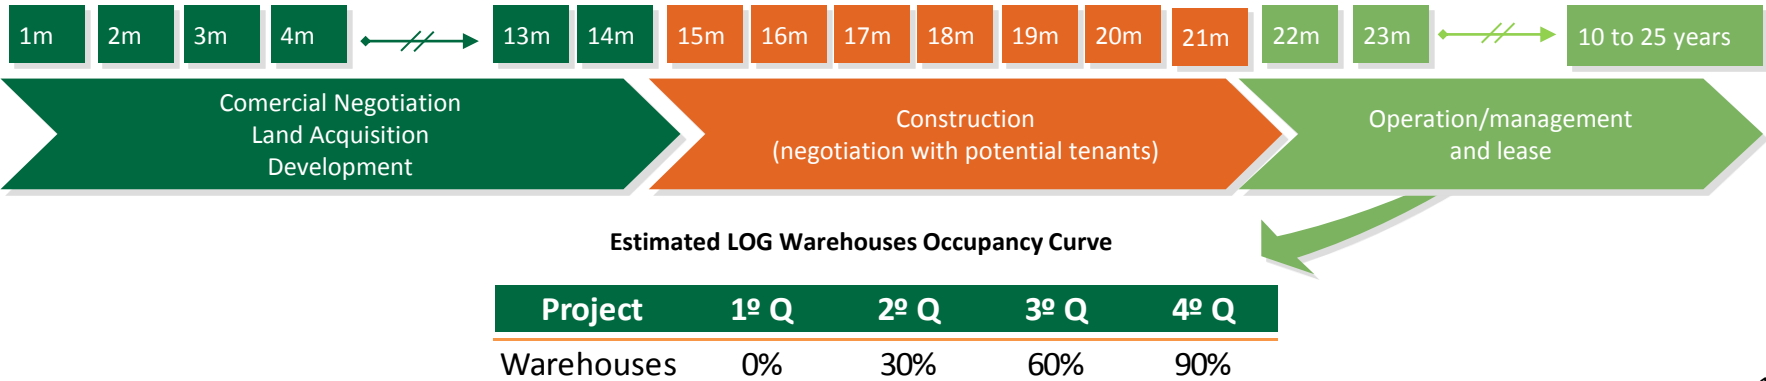 1m 2m 3m 4m 13m 14m 15m 16m 17m 18m 19m 20m 21m 22m 23m 10 to 25 years
Comercial Negotiation
Land Acquisition
Development
Construction
(negotiation with potential tenants)
Operation/management
and lease
Estimated LOG Warehouses Occupancy Curve
Project 1º Q 2º Q 3º Q 4º Q
Warehouses 0% 30% 60% 90%